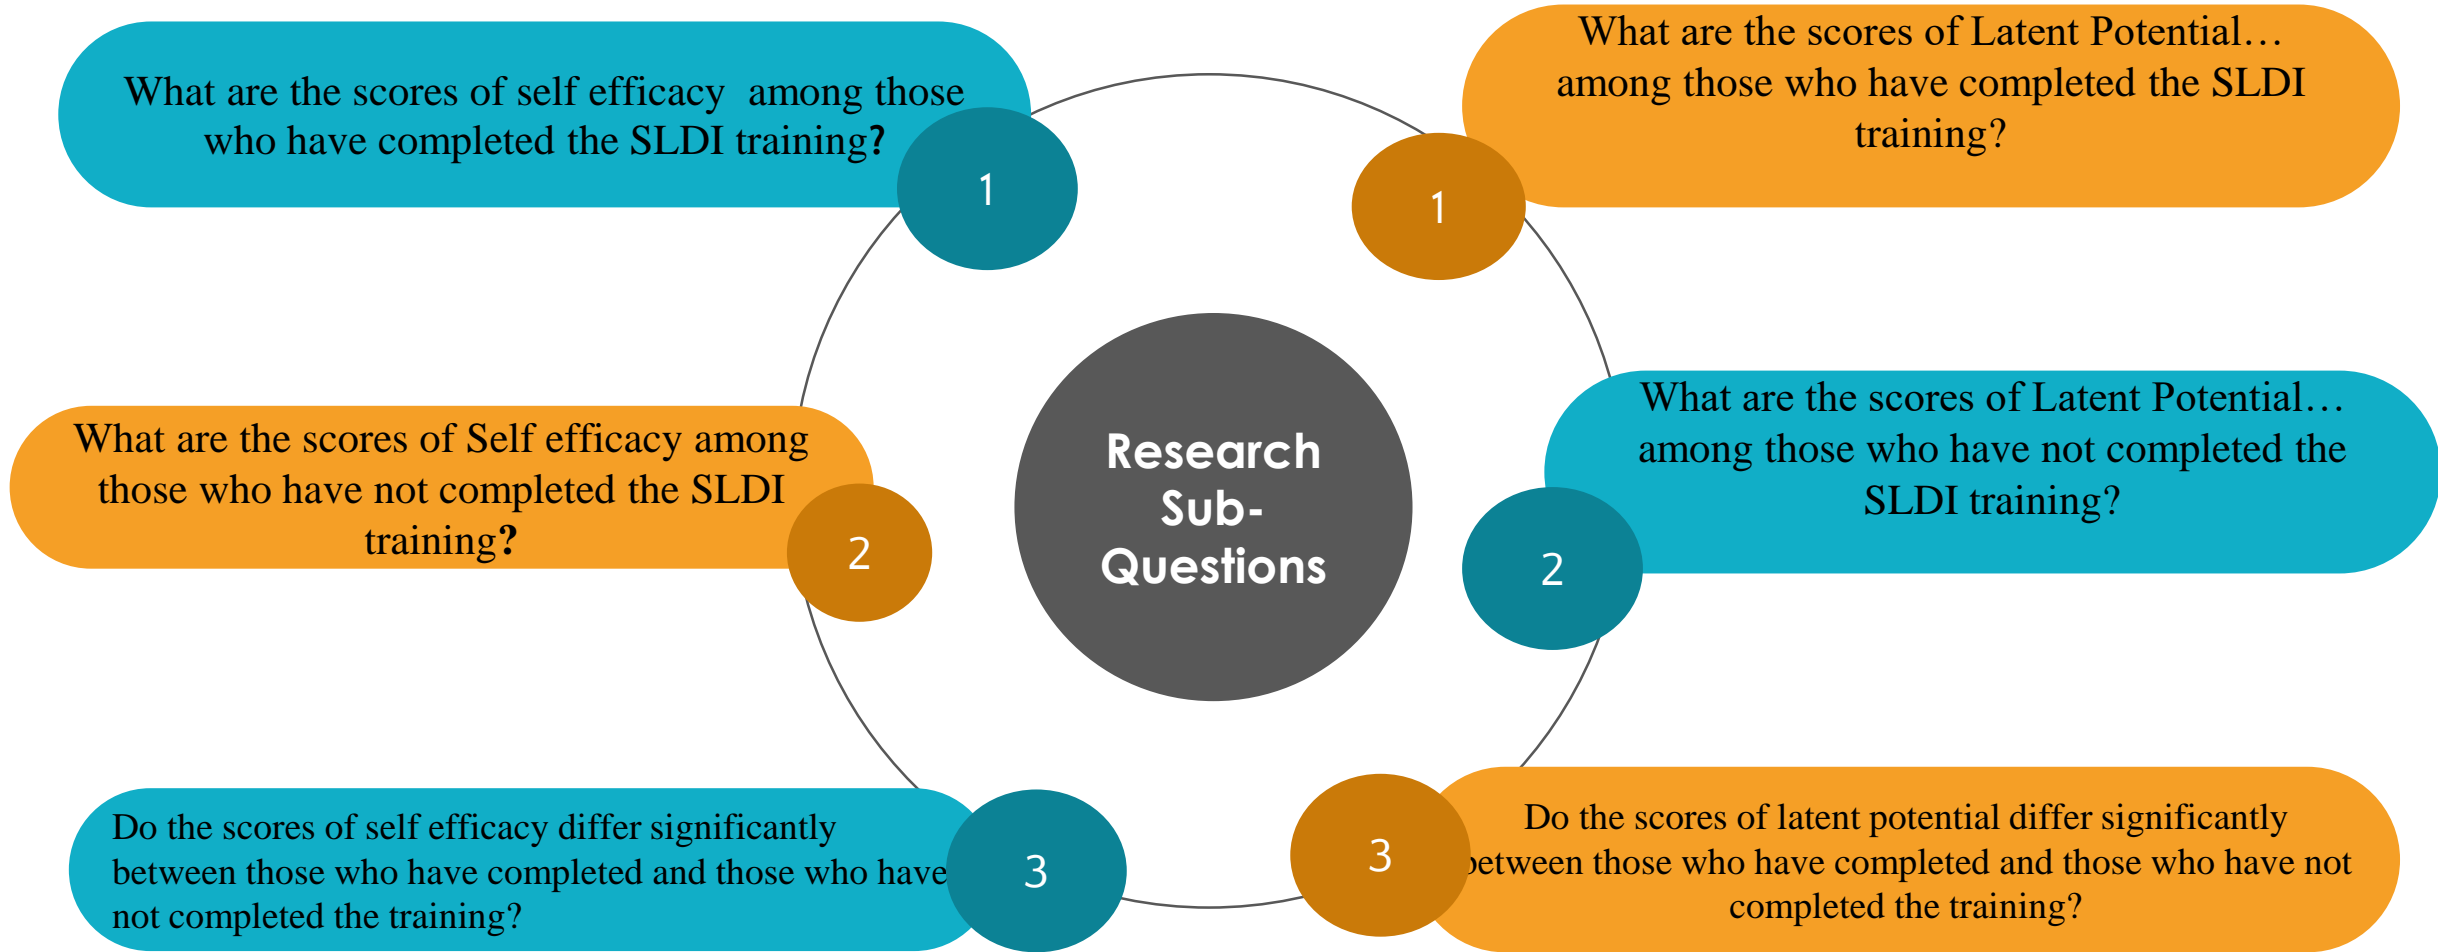 What are the scores of self efficacy  among those
who have completed the SLDI training?
1
What are the scores of Self efficacy among
those who have not completed the SLDI
training?
2
Do the scores of self efficacy differ significantly
between those who have completed and those who have
not completed the training?
3
Research
Sub-
Questions
What are the scores of Latent Potential…
among those who have completed the SLDI
training?
1
What are the scores of Latent Potential…
among those who have not completed the
SLDI training?
2
Do the scores of latent potential differ significantly
between those who have completed and those who have not
completed the training?
3